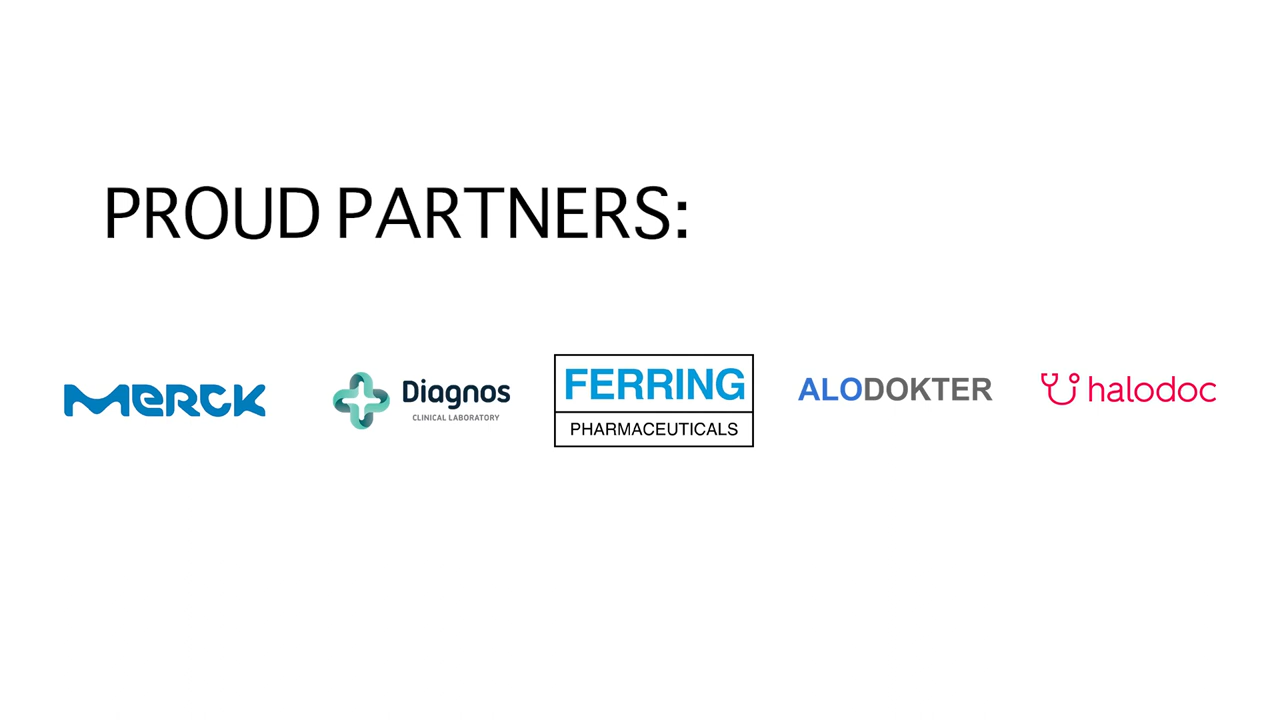 PROUD PARTNERS:
MERCK
Diagnos
CLINICAL LABORATORY
FERRING
PHARMACEUTICALS
ALODOKTER
halodoc